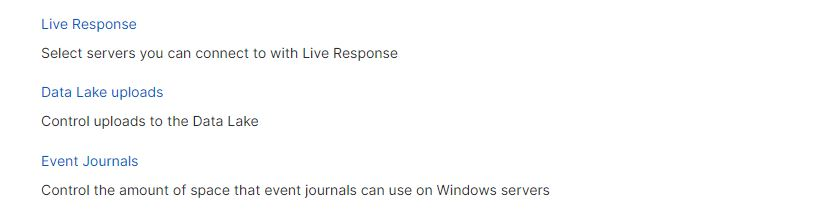 Live Response
Select servers you can connect to with Live Response
Data Lake uploads
Control uploads to the Data Lake
Event Journals
Control the amount of space that event journals can use on Windows servers